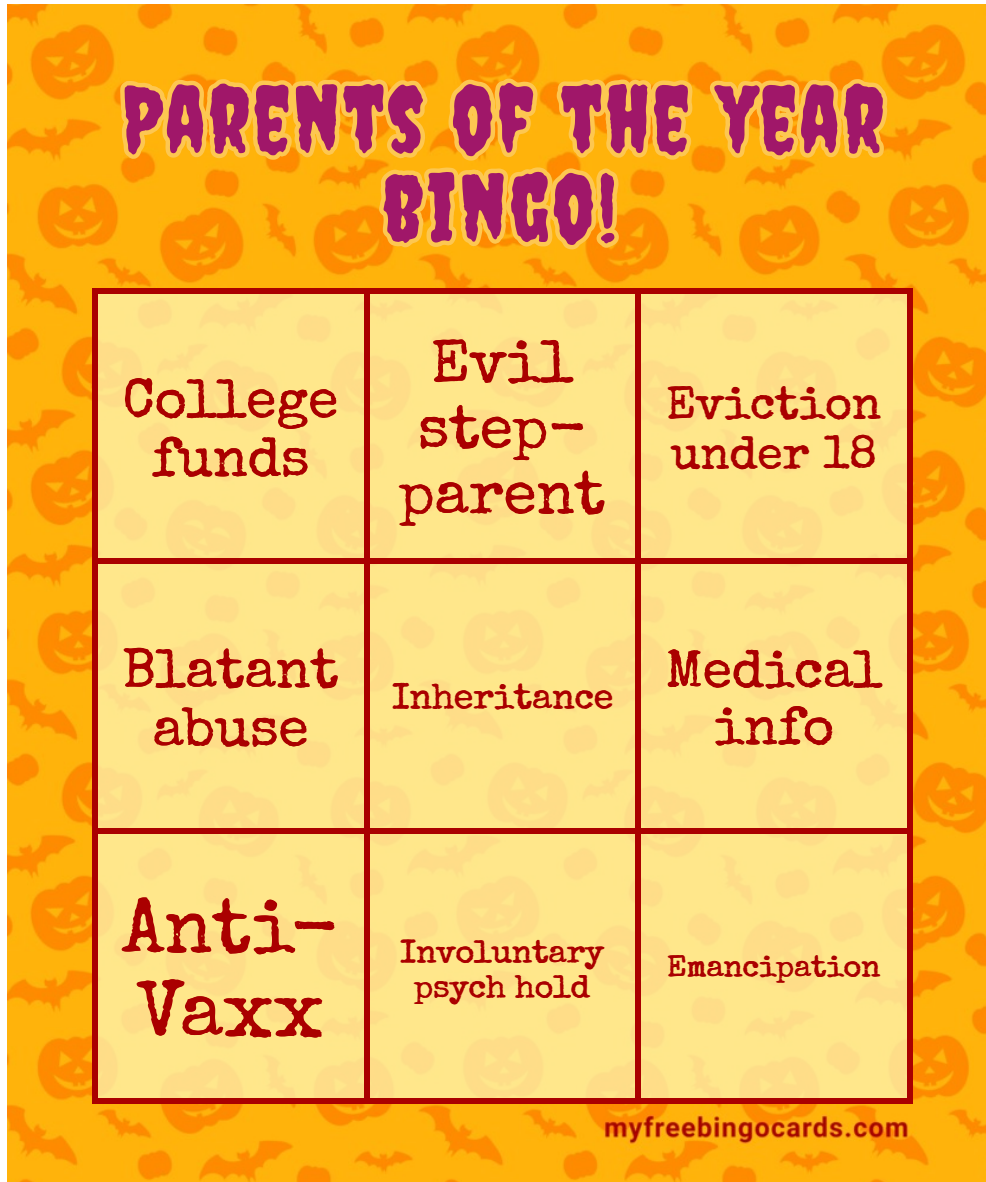 PARENTS OF THE YEAR
BINGO!
College
funds
Evil
step-
parent
Eviction
under 18
Blatant
abuse
Inheritance
Medical
info
Anti-
Vaxx
Involuntary
psych hold
Emancipation
myfreebingocards.com